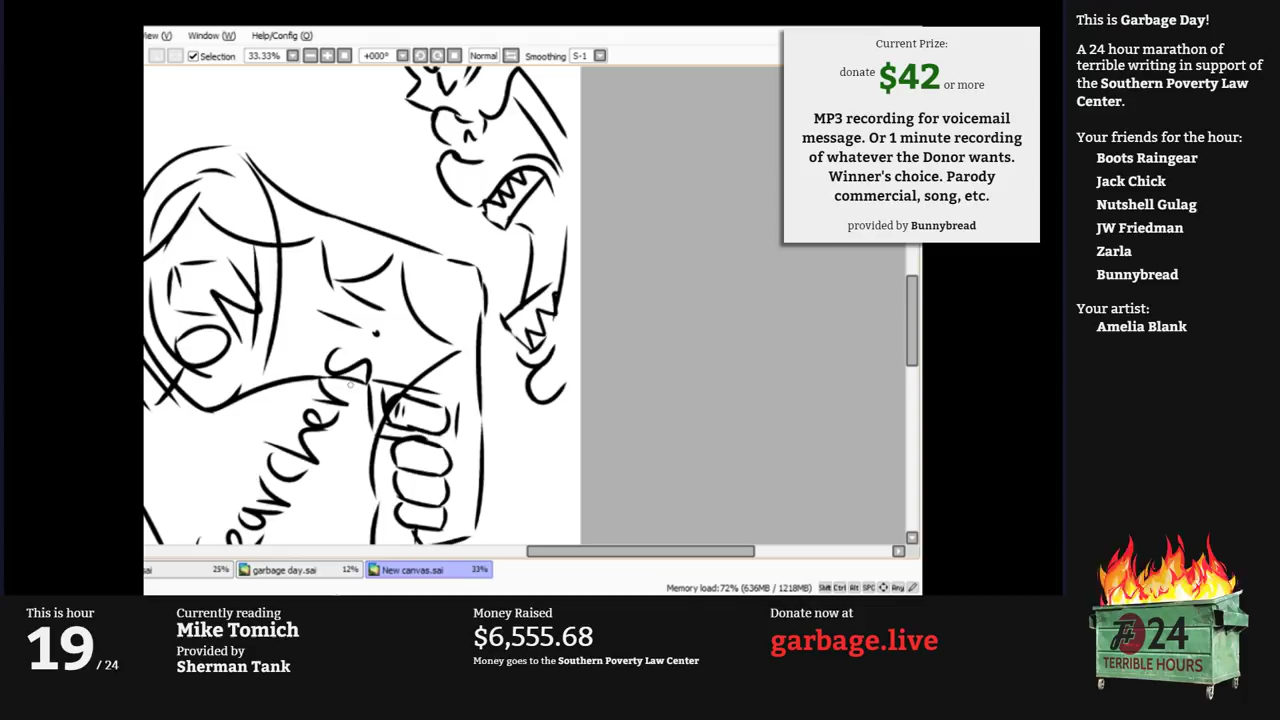 iew (V) Window (W) Help/Config (O)
Selection 33.33% +000° Normal Smoothing S-1
earchers
25% garbage day.sai 12% New canvas.sai 33%
Memory load:72% (636MB / 1218MB) Shft Ctrl Alt SPC Any
Current Prize:
donate $42 or more
MP3 recording for voicemail
message. Or 1 minute recording
of whatever the Donor wants.
Winner's choice. Parody
commercial, song, etc.
provided by Bunnybread
This is Garbage Day!
A 24 hour marathon of
terrible writing in support of
the Southern Poverty Law
Center.
Your friends for the hour:
Boots Raingear
Jack Chick
Nutshell Gulag
JW Friedman
Zarla
Bunnybread
Your artist:
Amelia Blank
This is hour
19 / 24
Currently reading
Mike Tomich
Provided by
Sherman Tank
Money Raised
$6,555.68
Money goes to the Southern Poverty Law Center
Donate now at
garbage.live
24
TERRIBLE HOURS